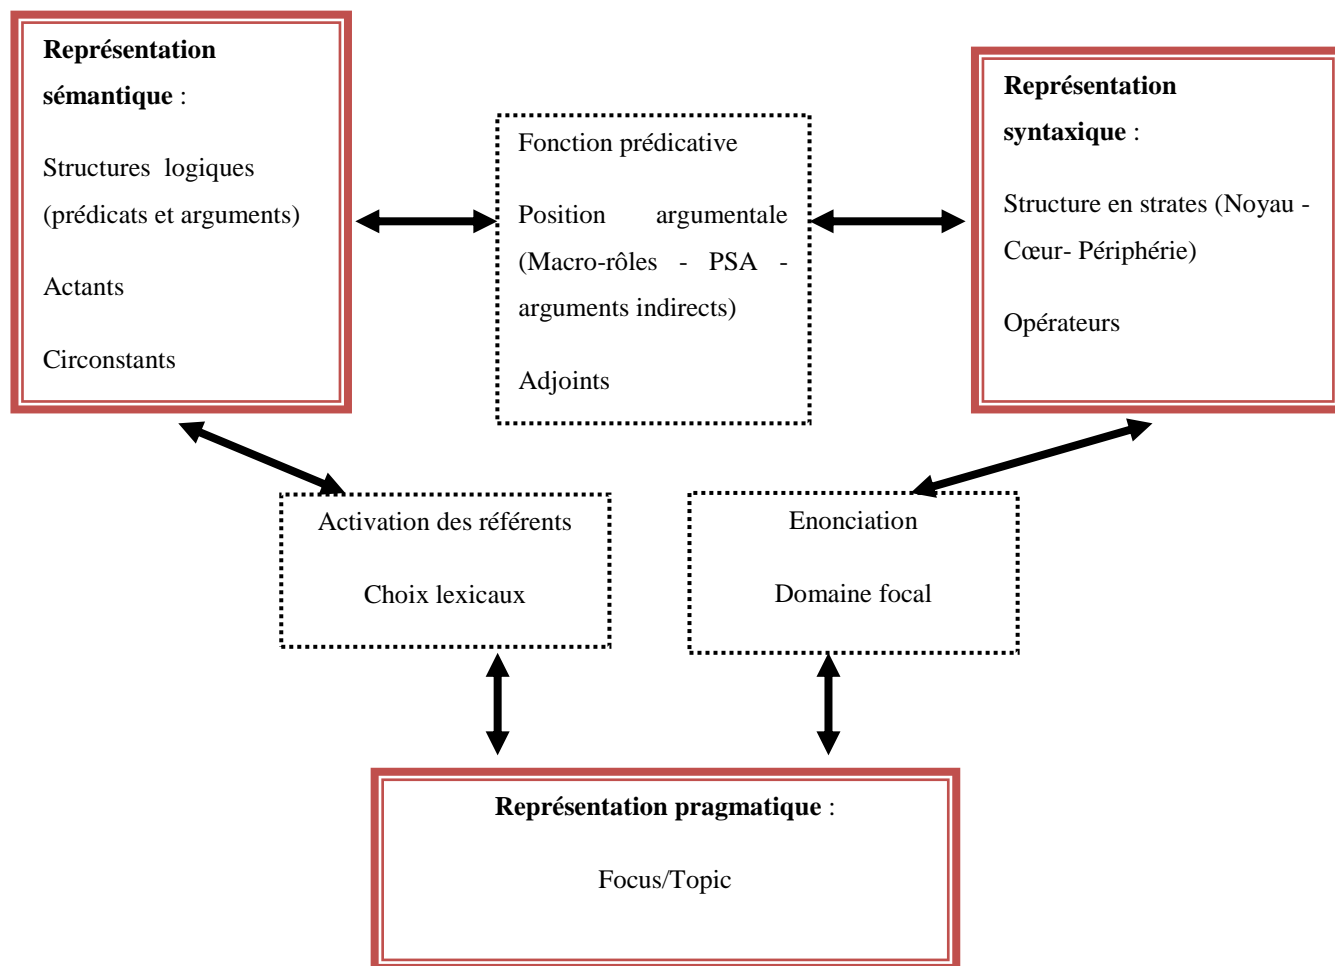 Représentation
sémantique :
Structures logiques
(prédicats et arguments)
Actants
Circonstants
Fonction prédicative
Position argumentale
(Macro-rôles - PSA -
arguments indirects)
Adjoints
Représentation
syntaxique :
Structure en strates (Noyau -
Cœur- Périphérie)
Opérateurs
Activation des référents
Choix lexicaux
Enonciation
Domaine focal
Représentation pragmatique :
Focus/Topic